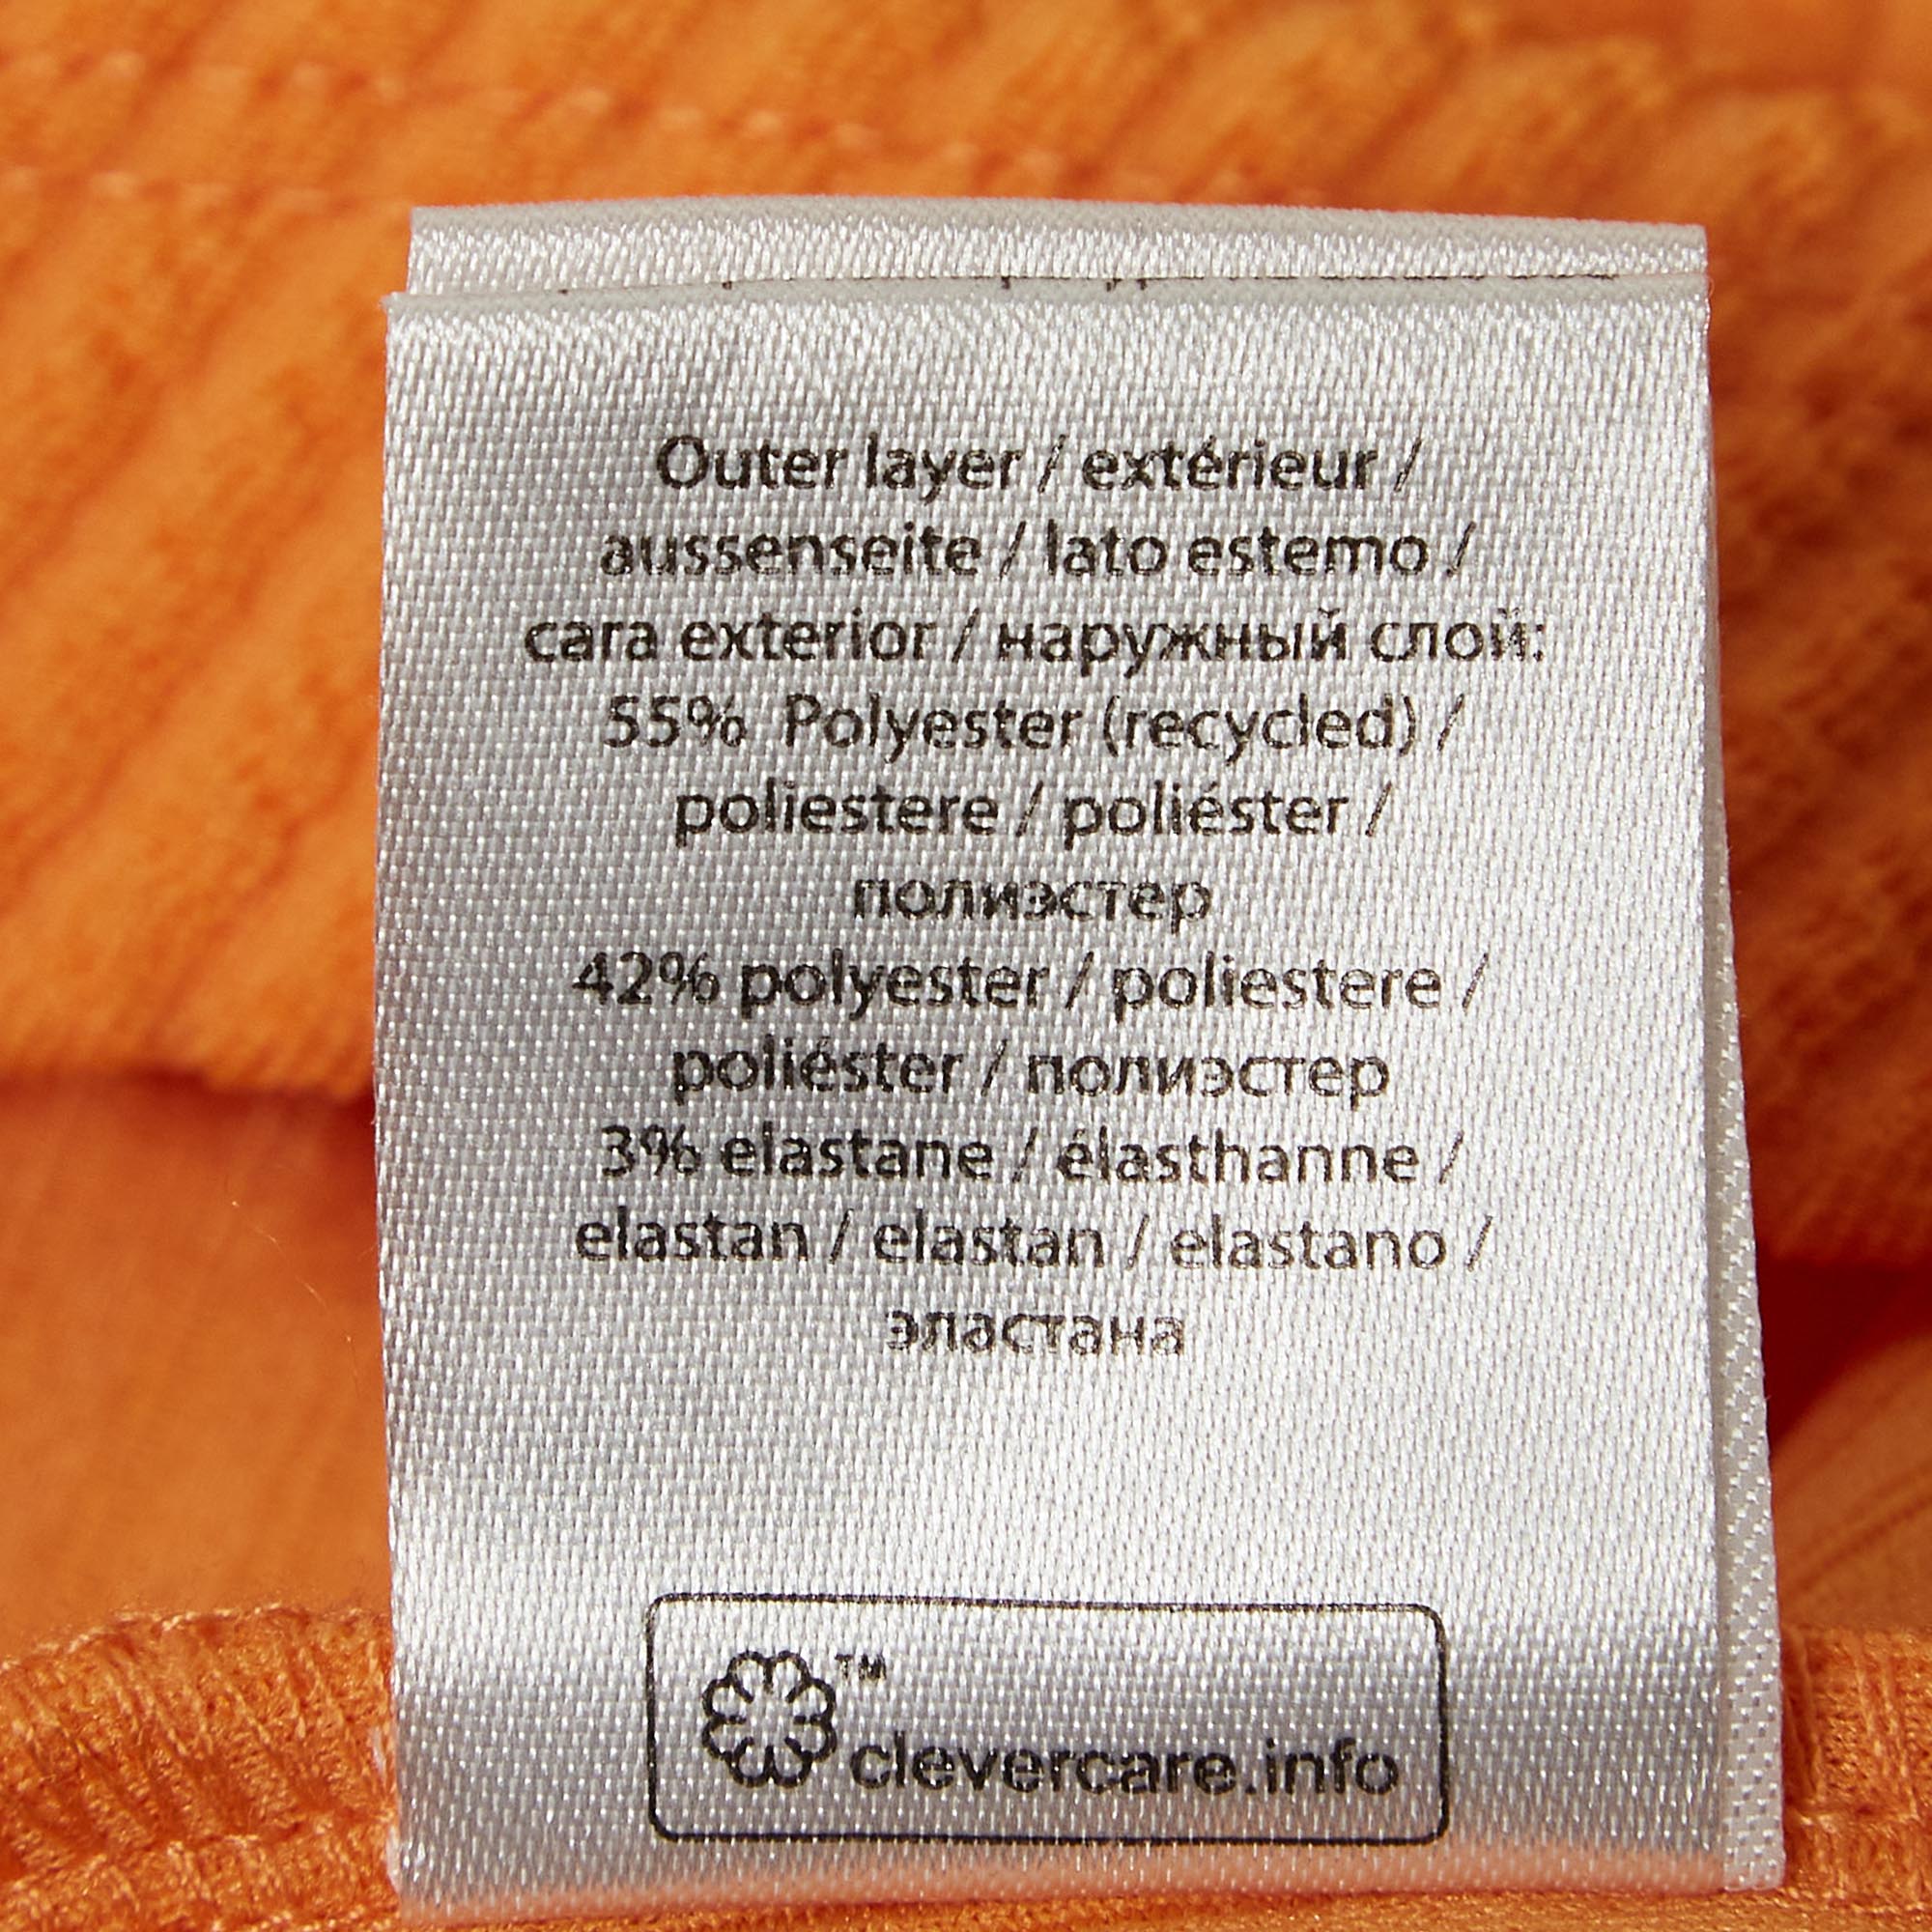 Outer layer / extérieur /
aussenseite / lato estemo /
cara exterior / наружный слой:
55% Polyester (recycled) /
poliestere / poliéster /
полиэстер
42% polyester / poliestere /
poliéster / полиэстер
3% elastane / élasthanne /
elastan / elastan / elastano /
эластана
TM
clevercare.info